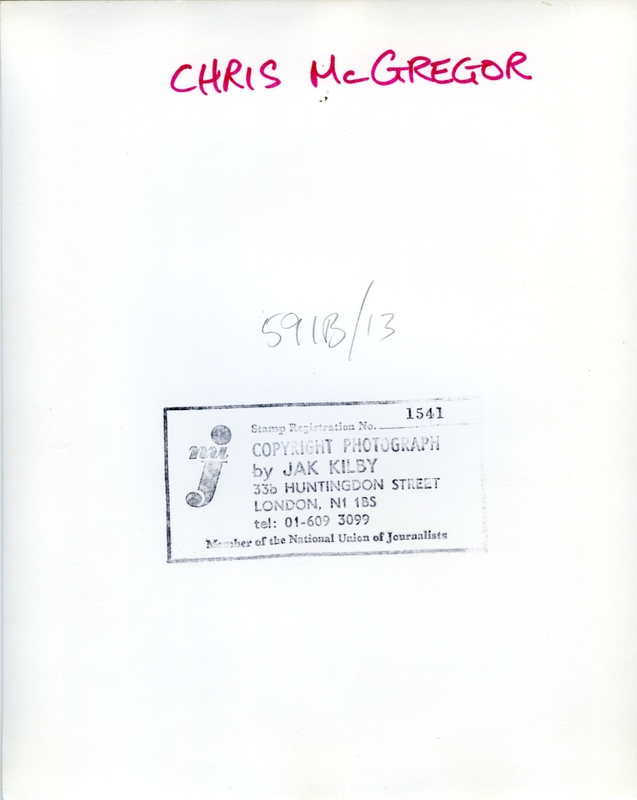 CHRIS McGREGOR
591B/13
Stamp Registration No. 1541
nuj
COPYRIGHT PHOTOGRAPH
by JAK KILBY
33b HUNTINGDON STREET
LONDON, N1 1BS
tel: 01-609 3099
Member of the National Union of Journalists